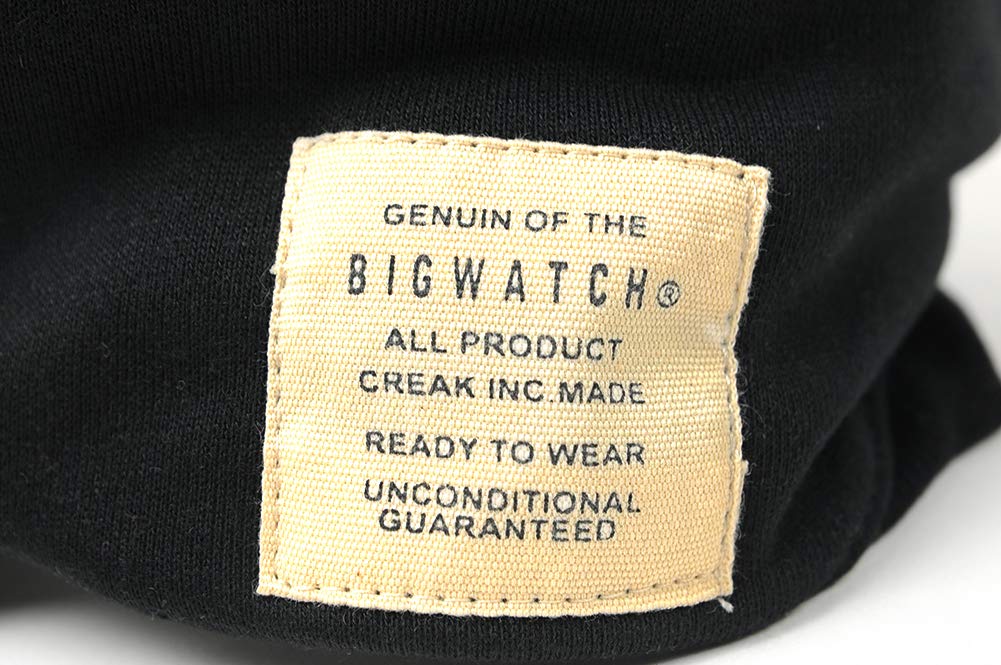 GENUIN OF THE
BIGWATCH®
ALL PRODUCT
CREAK INC.MADE
READY TO WEAR
UNCONDITIONAL
GUARANTEED